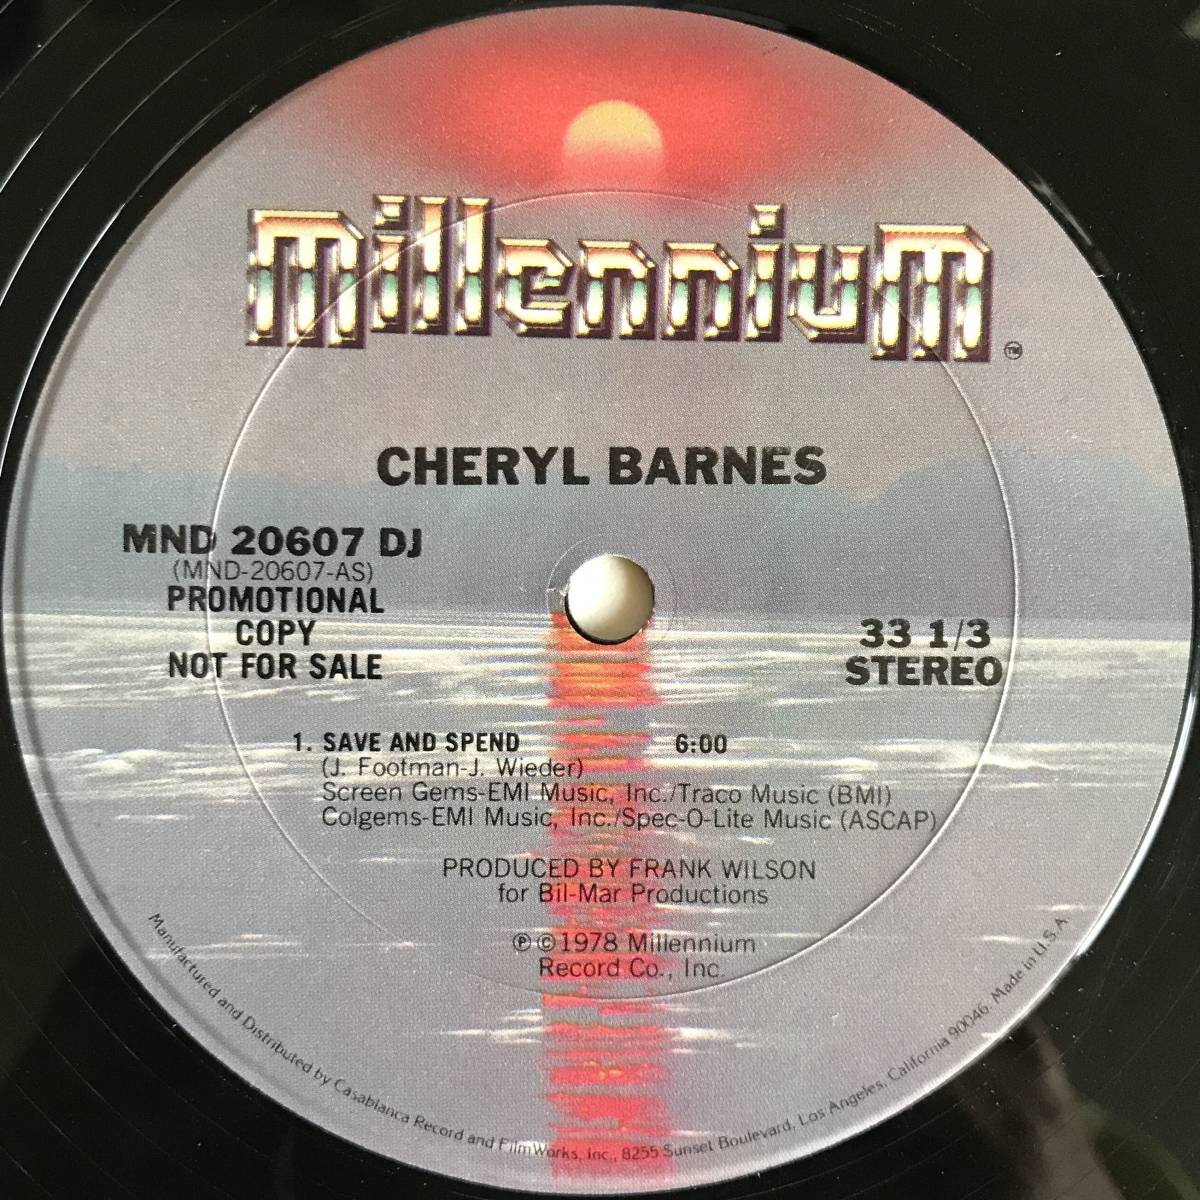 Millennium
TM
CHERYL BARNES
MND 20607 DJ
(MND-20607-AS)
PROMOTIONAL
COPY
NOT FOR SALE
33 1/3
STEREO
1. SAVE AND SPEND 6:00
(J. Footman-J. Wieder)
Screen Gems-EMI Music, Inc./Traco Music (BMI)
Colgems-EMI Music, Inc./Spec-O-Lite Music (ASCAP)
PRODUCED BY FRANK WILSON
for Bil-Mar Productions
℗©1978 Millennium
Record Co., Inc.
Manufactured and Distributed by Casablanca Record and FilmWorks, Inc., 8255 Sunset Boulevard, Los Angeles, California 90046. Made in U.S.A